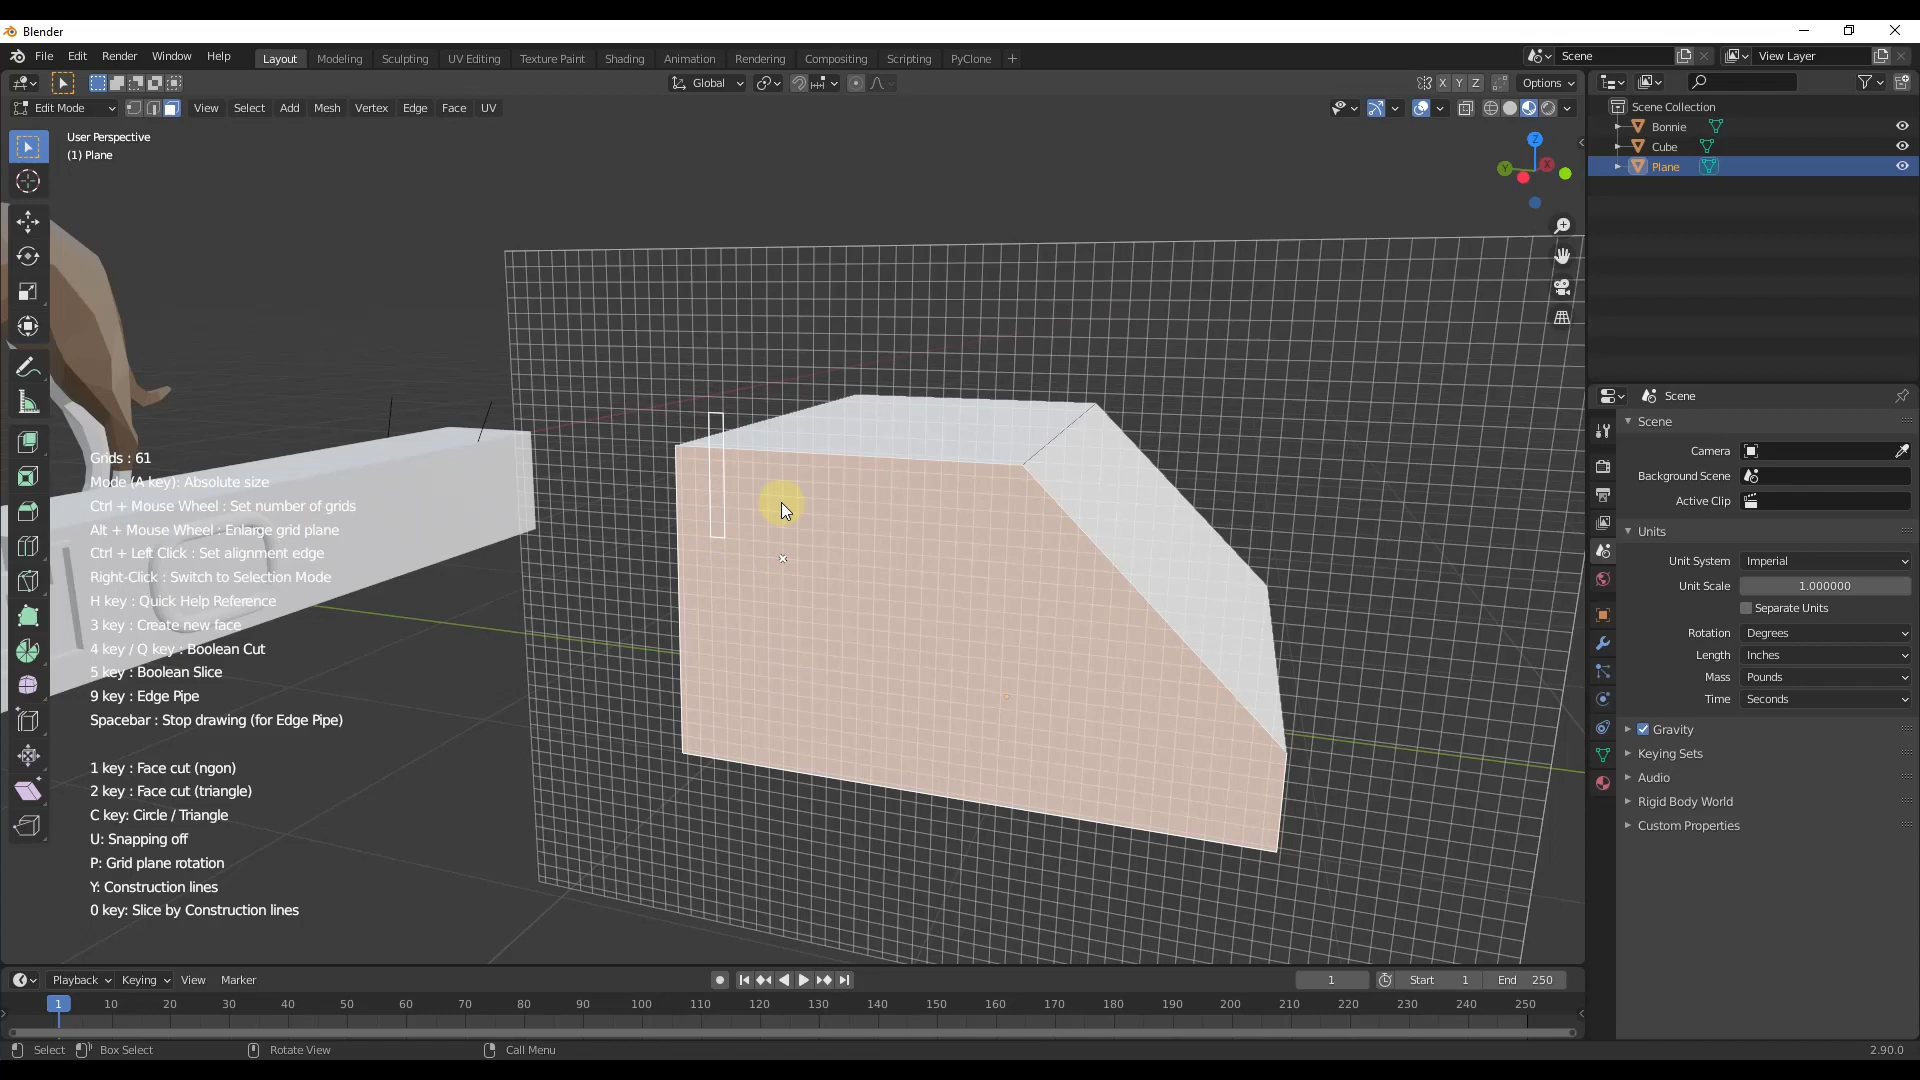 Blender
File Edit Render Window Help
Layout Modeling Sculpting UV Editing Texture Paint Shading Animation Rendering Compositing Scripting PyClone +
Scene
View Layer
Global
X Y Z
Options
Edit Mode
View Select Add Mesh Vertex Edge Face UV
User Perspective
(1) Plane
Z
Y
X
Scene Collection
Bonnie
Cube
Plane
Grids : 61
Mode (A key): Absolute size
Ctrl + Mouse Wheel : Set number of grids
Alt + Mouse Wheel : Enlarge grid plane
Ctrl + Left Click : Set alignment edge
Right-Click : Switch to Selection Mode
H key : Quick Help Reference
3 key : Create new face
4 key / Q key : Boolean Cut
5 key : Boolean Slice
9 key : Edge Pipe
Spacebar : Stop drawing (for Edge Pipe)
1 key : Face cut (ngon)
2 key : Face cut (triangle)
C key: Circle / Triangle
U: Snapping off
P: Grid plane rotation
Y: Construction lines
0 key: Slice by Construction lines
Scene
Scene
Camera
Background Scene
Active Clip
Units
Unit System Imperial
Unit Scale 1.000000
Separate Units
Rotation Degrees
Length Inches
Mass Pounds
Time Seconds
Gravity
Keying Sets
Audio
Rigid Body World
Custom Properties
Playback Keying View Marker
1
Start 1
End 250
1 10 20 30 40 50 60 70 80 90 100 110 120 130 140 150 160 170 180 190 200 210 220 230 240 250
Select Box Select Rotate View Call Menu
2.90.0